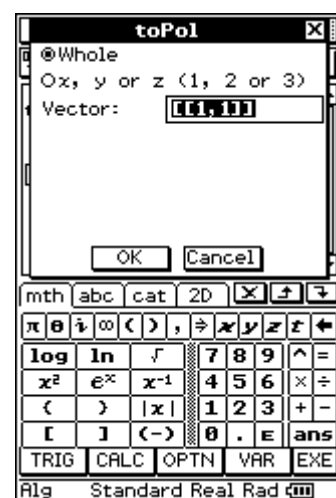 toPol X
Whole
x, y or z (1, 2 or 3)
Vector: [[1,1]]
OK Cancel
mth abc cat 2D
π θ i ∞ ( ) , ⇒ x y z t
log ln √ 7 8 9 ^ =
x² eˣ x⁻¹ 4 5 6 × ÷
( ) |x| 1 2 3 + −
[ ] (−) 0 . E ans
TRIG CALC OPTN VAR EXE
Alg Standard Real Rad